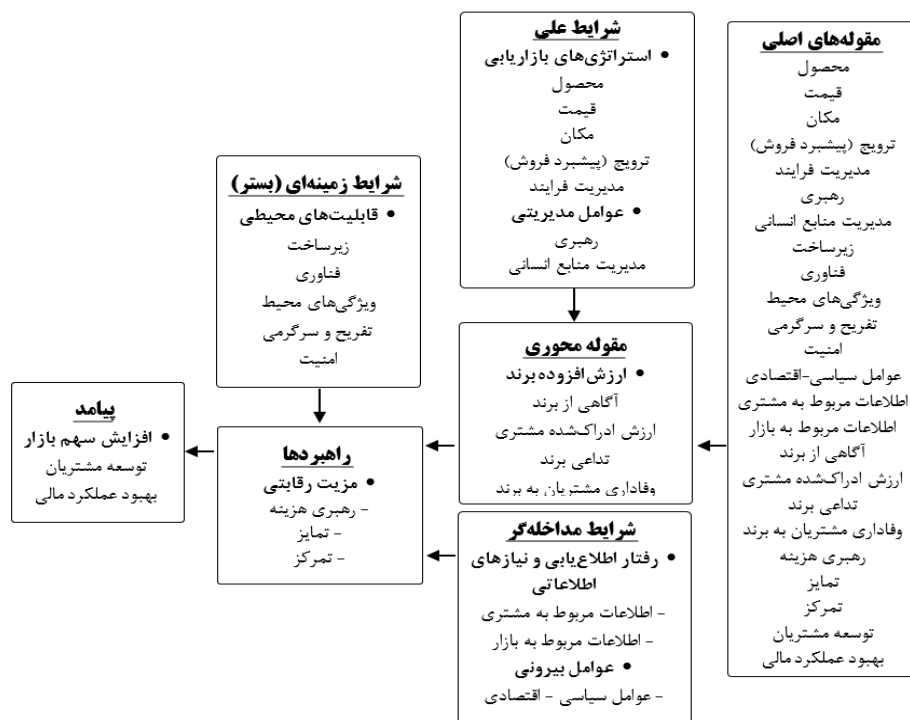 مقوله‌های اصلی
محصول
قیمت
مکان
ترویج (پیشبرد فروش)
مدیریت فرایند
رهبری
مدیریت منابع انسانی
زیرساخت
فناوری
ویژگی‌های محیط
تفریح و سرگرمی
امنیت
عوامل سیاسی-اقتصادی
اطلاعات مربوط به مشتری
اطلاعات مربوط به بازار
آگاهی از برند
ارزش ادراک‌شده مشتری
تداعی برند
وفاداری مشتریان به برند
رهبری هزینه
تمایز
تمرکز
توسعه مشتریان
بهبود عملکرد مالی
شرایط علی
• استراتژی‌های بازاریابی
محصول
قیمت
مکان
ترویج (پیشبرد فروش)
مدیریت فرایند
• عوامل مدیریتی
رهبری
مدیریت منابع انسانی
مقوله محوری
• ارزش‌افزوده برند
آگاهی از برند
ارزش ادراک‌شده مشتری
تداعی برند
وفاداری مشتریان به برند
شرایط مداخله‌گر
• رفتار اطلاع‌یابی و نیازهای
اطلاعاتی
- اطلاعات مربوط به مشتری
- اطلاعات مربوط به بازار
• عوامل بیرونی
- عوامل سیاسی - اقتصادی
شرایط زمینه‌ای (بستر)
• قابلیت‌های محیطی
زیرساخت
فناوری
ویژگی‌های محیط
تفریح و سرگرمی
امنیت
راهبردها
• مزیت رقابتی
- رهبری هزینه
- تمایز
- تمرکز
پیامد
• افزایش سهم بازار
توسعه مشتریان
بهبود عملکرد مالی